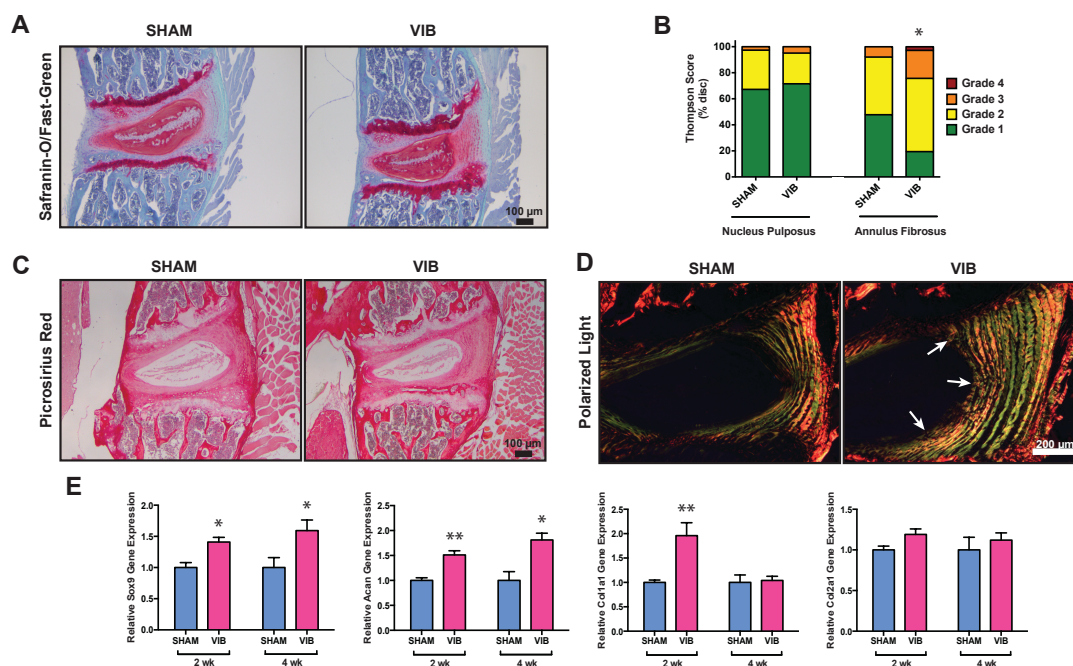 A
SHAM
VIB
Safranin-O/Fast-Green
100 μm
B
*
Thompson Score
(% disc)
100
80
60
40
20
0
SHAM
VIB
SHAM
VIB
Nucleus Pulposus
Annulus Fibrosus
Grade 4
Grade 3
Grade 2
Grade 1
C
SHAM
VIB
Picrosirius Red
100 μm
D
SHAM
VIB
Polarized Light
200 μm
E
Relative Sox9 Gene Expression
2.0
1.5
1.0
0.5
0.0
*
*
SHAM VIB SHAM VIB
2 wk 4 wk
Relative Acan Gene Expression
2.5
2.0
1.5
1.0
0.5
0.0
**
*
SHAM VIB SHAM VIB
2 wk 4 wk
Relative Col1a1 Gene Expression
2.5
2.0
1.5
1.0
0.5
0.0
**
SHAM VIB SHAM VIB
2 wk 4 wk
Relative Col2a1 Gene Expression
1.5
1.0
0.5
0.0
SHAM VIB SHAM VIB
2 wk 4 wk